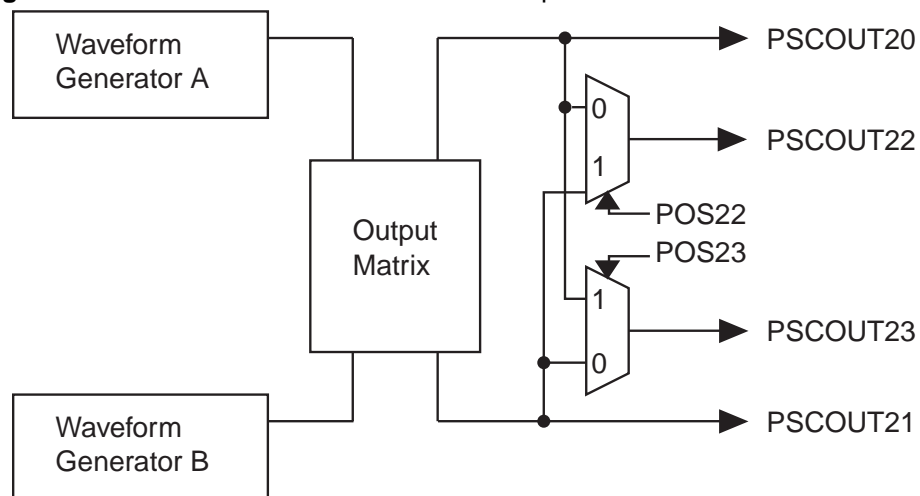 Waveform
Generator A
PSCOUT20
0
PSCOUT22
1
POS22
Output
Matrix
POS23
1
PSCOUT23
0
Waveform
Generator B
PSCOUT21